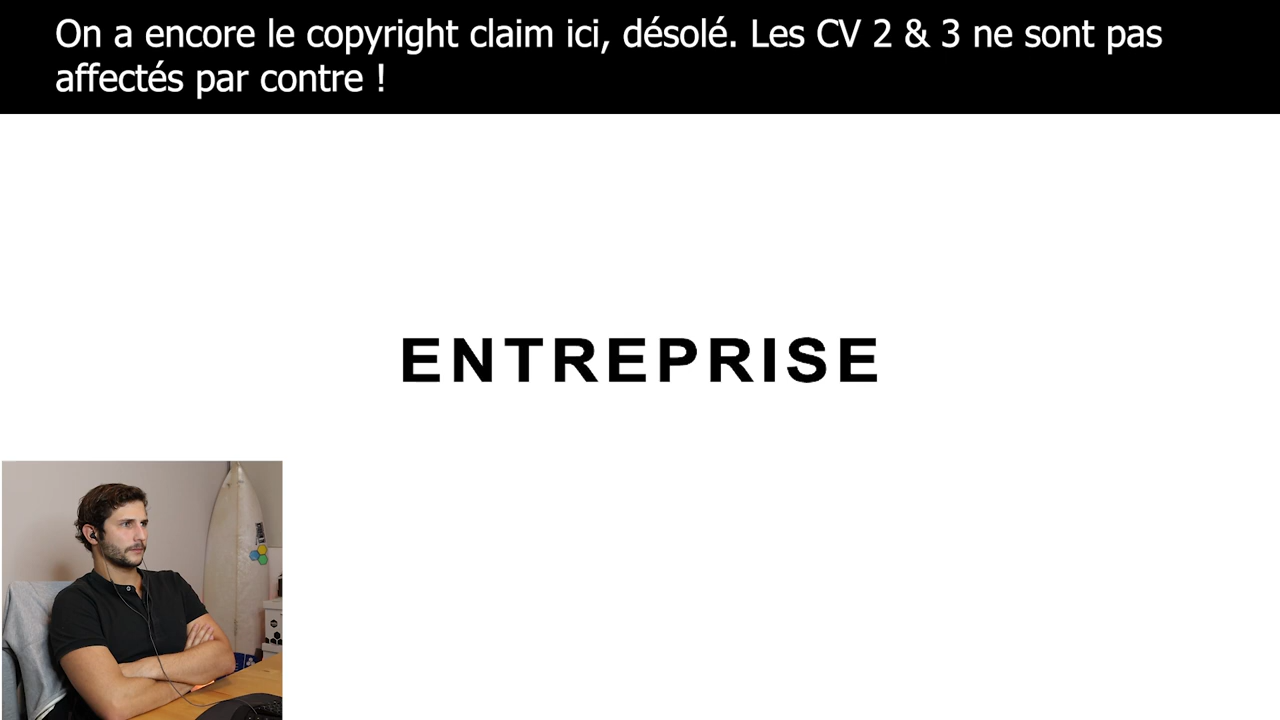 On a encore le copyright claim ici, désolé. Les CV 2 & 3 ne sont pas
affectés par contre !
ENTREPRISE